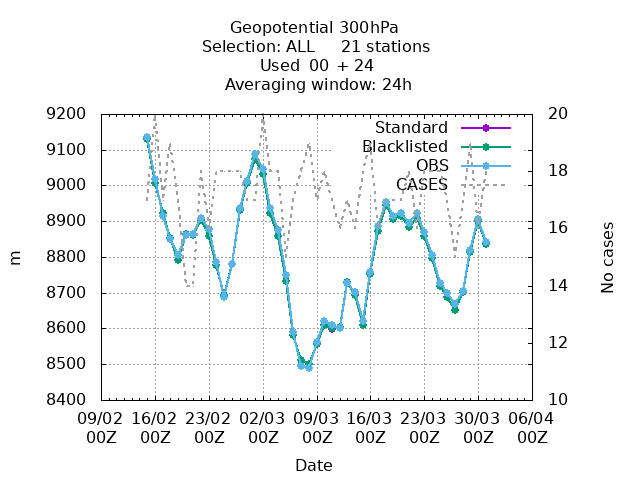 Geopotential 300hPa
Selection: ALL 21 stations
Used 00 + 24
Averaging window: 24h
9200
9100
9000
8900
8800
8700
8600
8500
8400
m
20
18
16
14
12
10
No cases
Standard
Blacklisted
OBS
CASES
09/02 16/02 23/02 02/03 09/03 16/03 23/03 30/03 06/04
00Z 00Z 00Z 00Z 00Z 00Z 00Z 00Z 00Z
Date